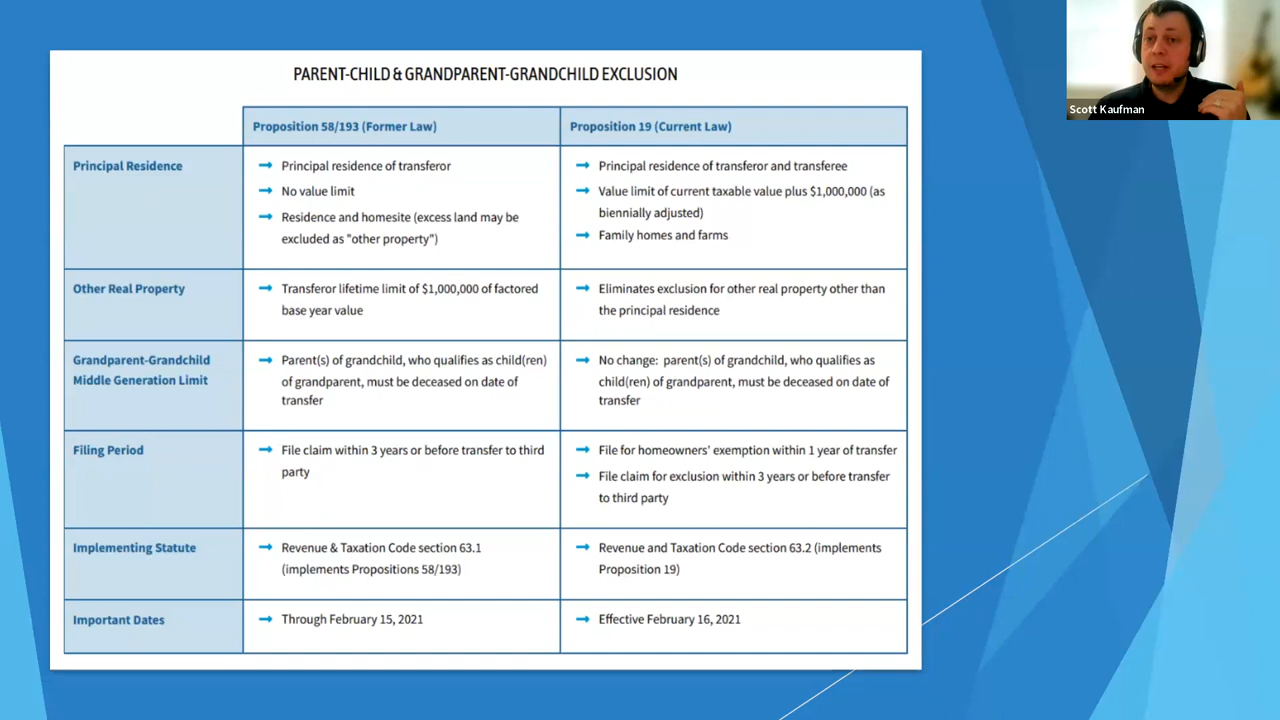 PARENT-CHILD & GRANDPARENT-GRANDCHILD EXCLUSION
Proposition 58/193 (Former Law)
Proposition 19 (Current Law)
Principal Residence
→ Principal residence of transferor
→ No value limit
→ Residence and homesite (excess land may be
excluded as "other property")
→ Principal residence of transferor and transferee
→ Value limit of current taxable value plus $1,000,000 (as
biennially adjusted)
→ Family homes and farms
Other Real Property
→ Transferor lifetime limit of $1,000,000 of factored
base year value
→ Eliminates exclusion for other real property other than
the principal residence
Grandparent-Grandchild
Middle Generation Limit
→ Parent(s) of grandchild, who qualifies as child(ren)
of grandparent, must be deceased on date of
transfer
→ No change: parent(s) of grandchild, who qualifies as
child(ren) of grandparent, must be deceased on date of
transfer
Filing Period
→ File claim within 3 years or before transfer to third
party
→ File for homeowners' exemption within 1 year of transfer
→ File claim for exclusion within 3 years or before transfer
to third party
Implementing Statute
→ Revenue & Taxation Code section 63.1
(implements Propositions 58/193)
→ Revenue and Taxation Code section 63.2 (implements
Proposition 19)
Important Dates
→ Through February 15, 2021
→ Effective February 16, 2021
Scott Kaufman